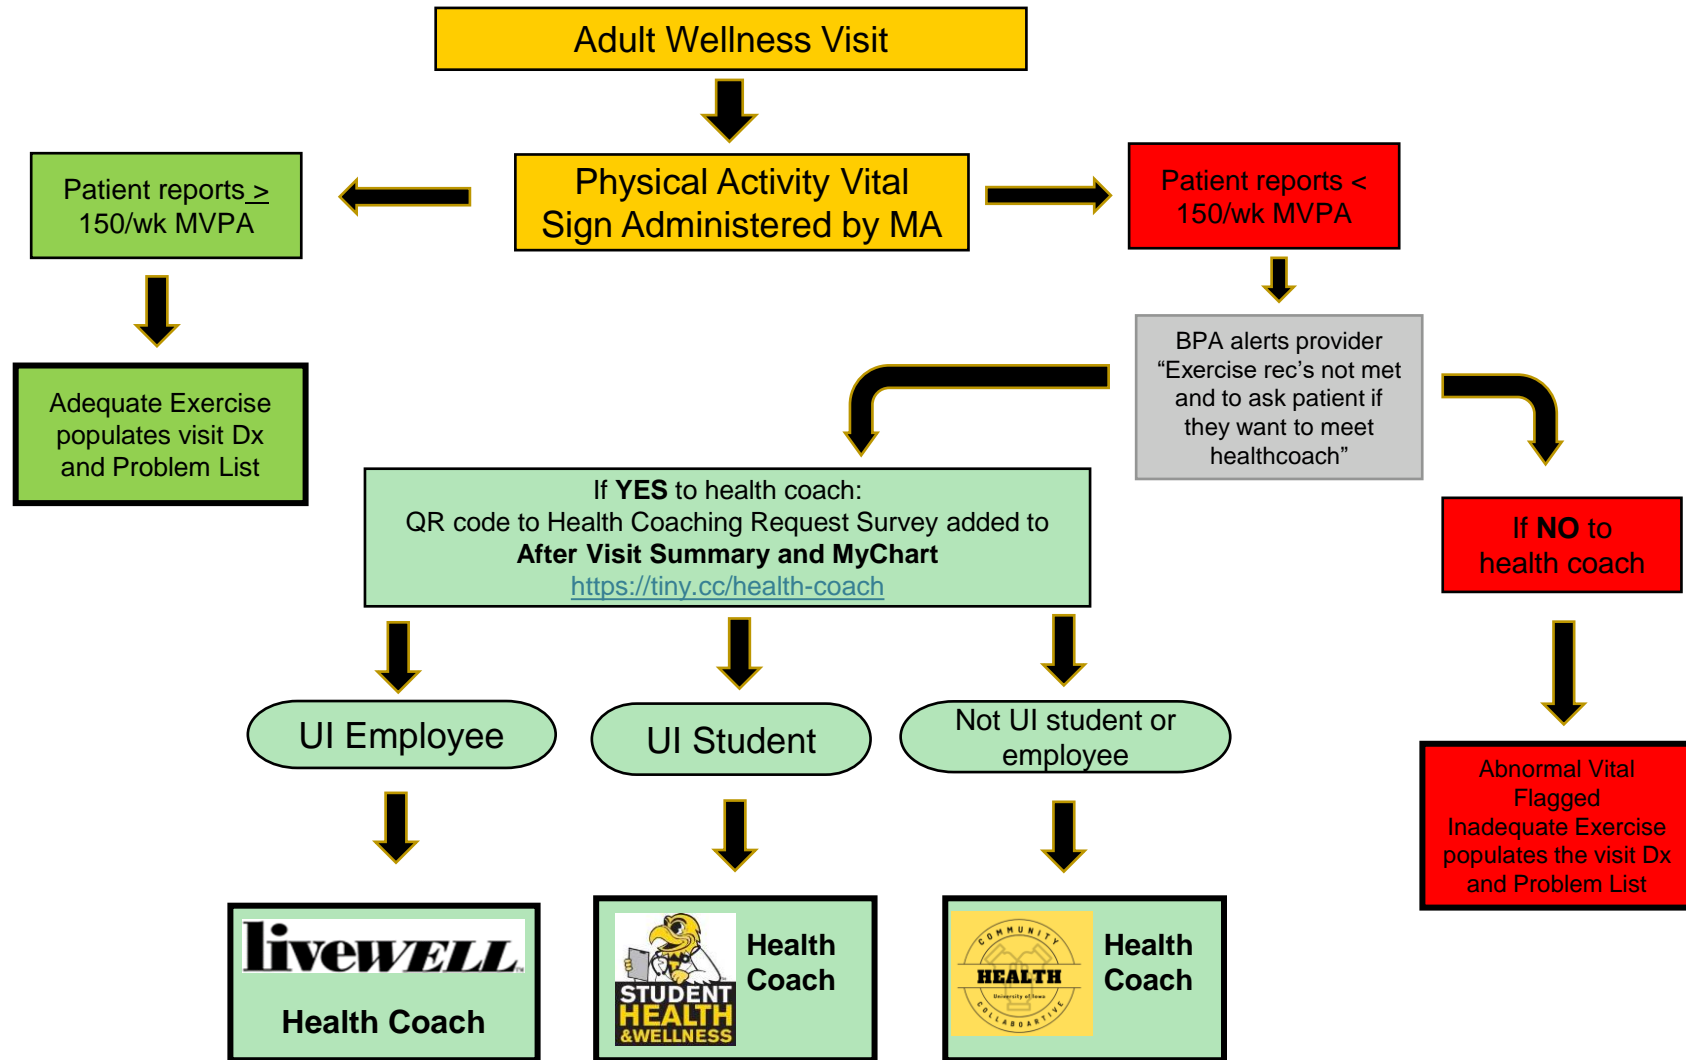 Adult Wellness Visit
Patient reports >
150/wk MVPA
Physical Activity Vital
Sign Administered by MA
Patient reports <
150/wk MVPA
Adequate Exercise
populates visit Dx
and Problem List
BPA alerts provider
“Exercise rec’s not met
and to ask patient if
they want to meet
healthcoach”
If YES to health coach:
QR code to Health Coaching Request Survey added to
After Visit Summary and MyChart
https://tiny.cc/health-coach
If NO to
health coach
UI Employee
UI Student
Not UI student or
employee
Abnormal Vital
Flagged
Inadequate Exercise
populates the visit Dx
and Problem List
liveWELL
Health Coach
STUDENT
HEALTH
&WELLNESS
Health
Coach
COMMUNITY
HEALTH
University of Iowa
COLLABOARTIVE
Health
Coach